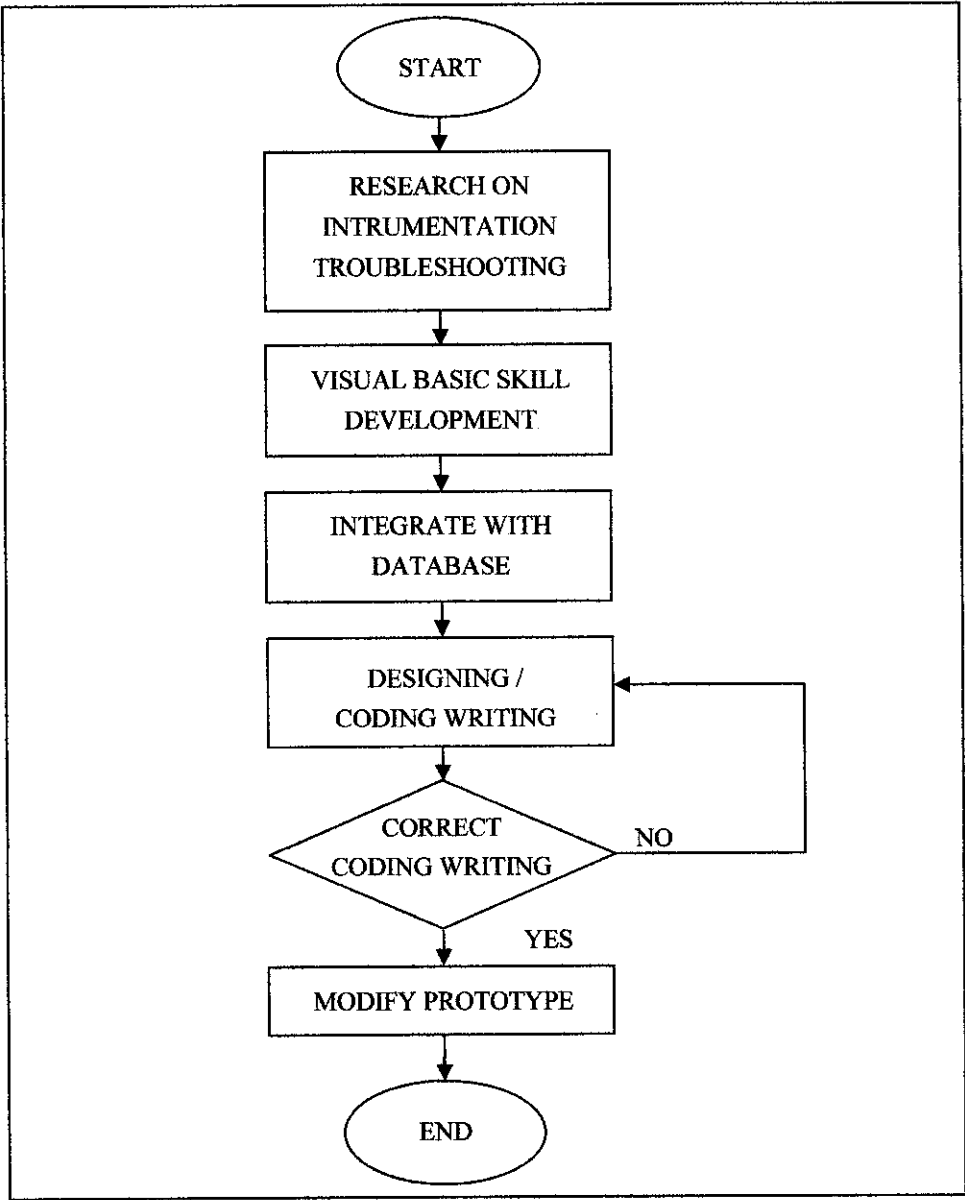 START
RESEARCH ON
INTRUMENTATION
TROUBLESHOOTING
VISUAL BASIC SKILL
DEVELOPMENT
INTEGRATE WITH
DATABASE
DESIGNING /
CODING WRITING
CORRECT
CODING WRITING
NO
YES
MODIFY PROTOTYPE
END